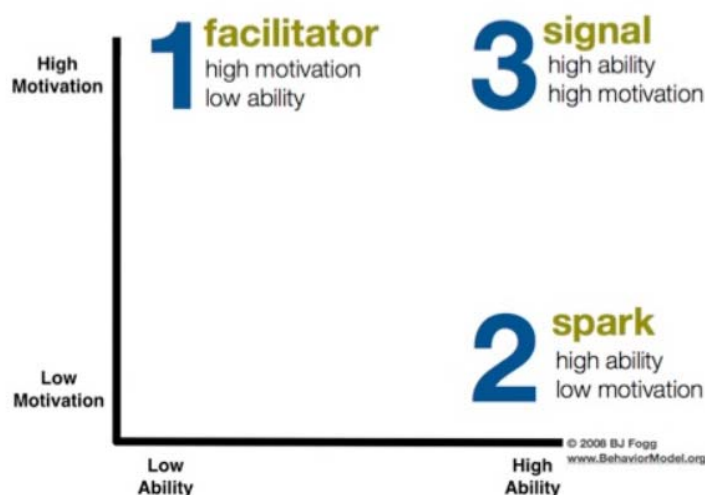 High
Motivation
1 facilitator
high motivation
low ability
3 signal
high ability
high motivation
2 spark
high ability
low motivation
Low
Motivation
© 2008 BJ Fogg
www.BehaviorModel.org
Low
Ability
High
Ability